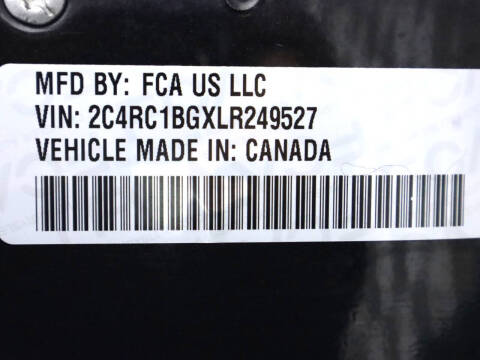 MFD BY: FCA US LLC
VIN: 2C4RC1BGXLR249527
VEHICLE MADE IN: CANADA